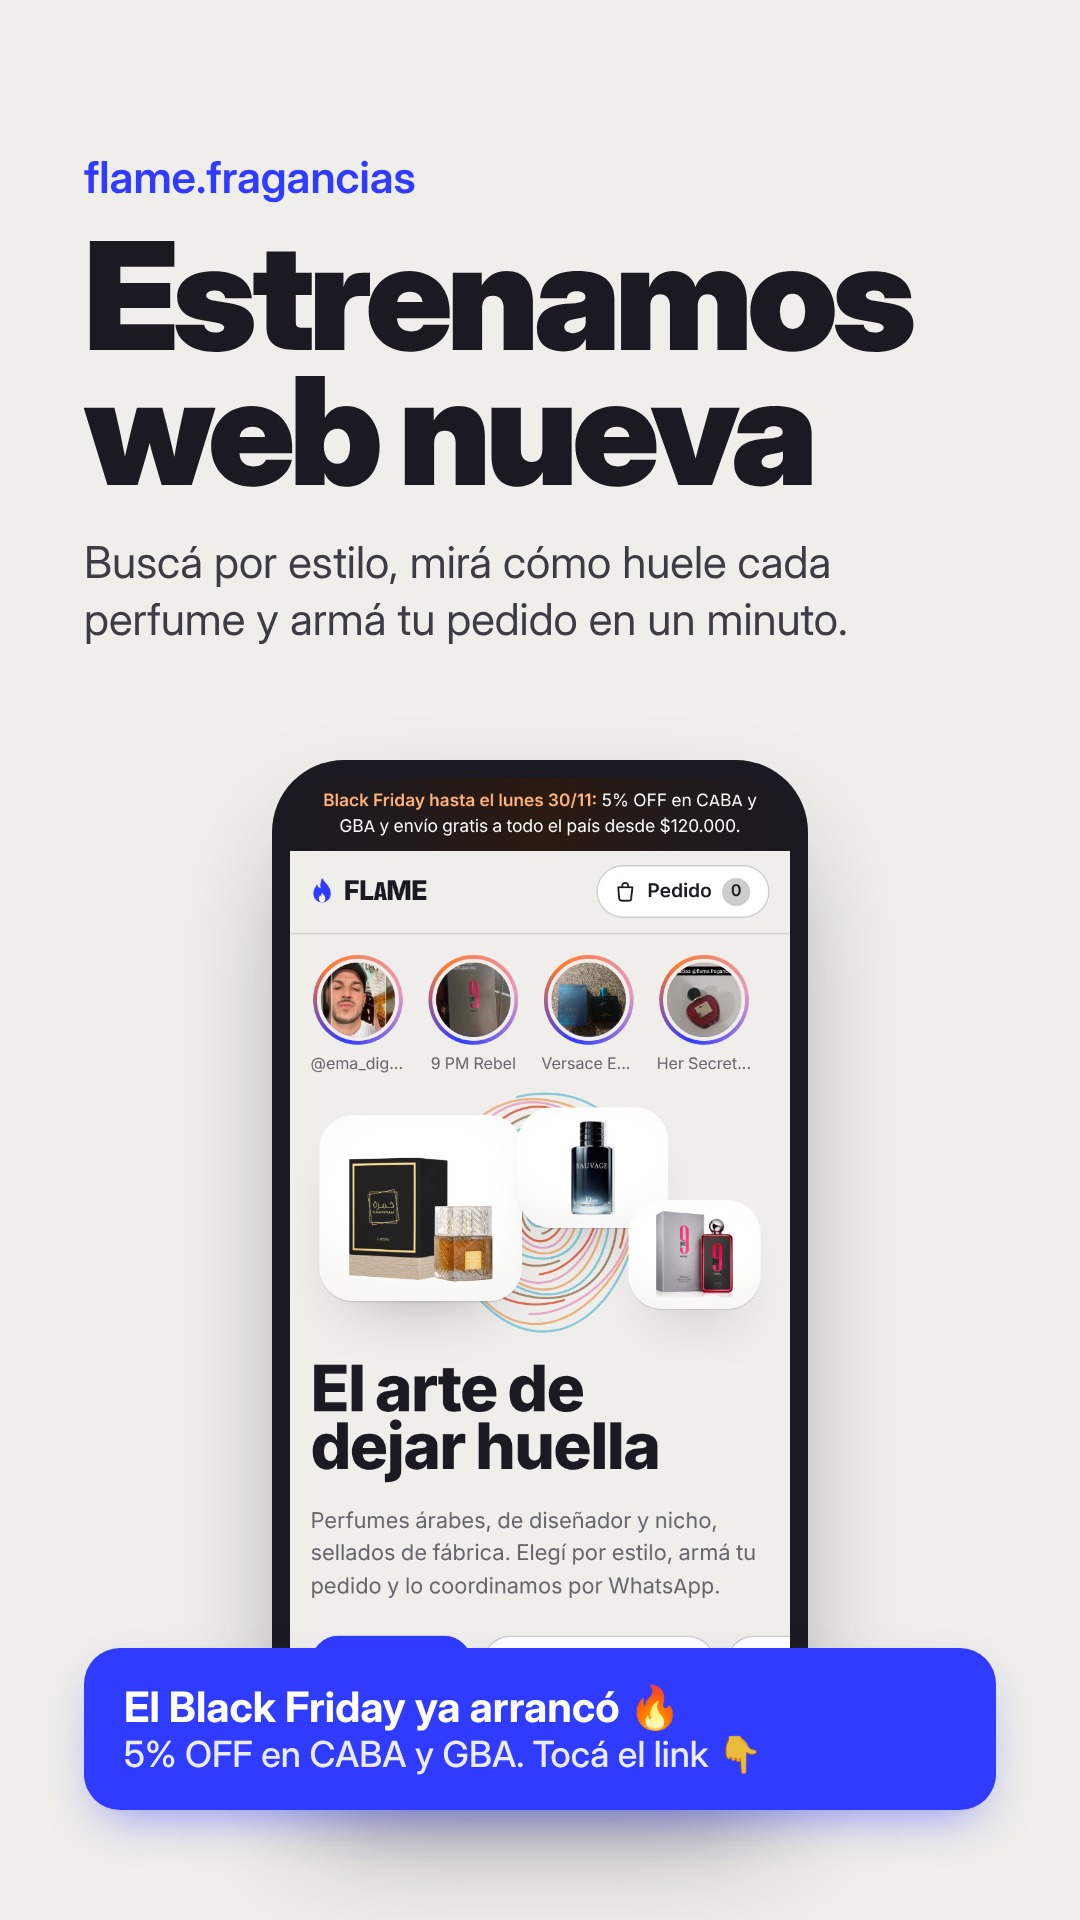 flame.fragancias
Estrenamos
web nueva
Buscá por estilo, mirá cómo huele cada
perfume y armá tu pedido en un minuto.
Black Friday hasta el lunes 30/11: 5% OFF en CABA y
GBA y envío gratis a todo el país desde $120.000.
FLAME
Pedido 0
@ema_dig...
9 PM Rebel
Versace E...
Her Secret...
SAUVAGE
Dior
9
9
El arte de
dejar huella
Perfumes árabes, de diseñador y nicho,
sellados de fábrica. Elegí por estilo, armá tu
pedido y lo coordinamos por WhatsApp.
El Black Friday ya arrancó 🔥
5% OFF en CABA y GBA. Tocá el link 👇